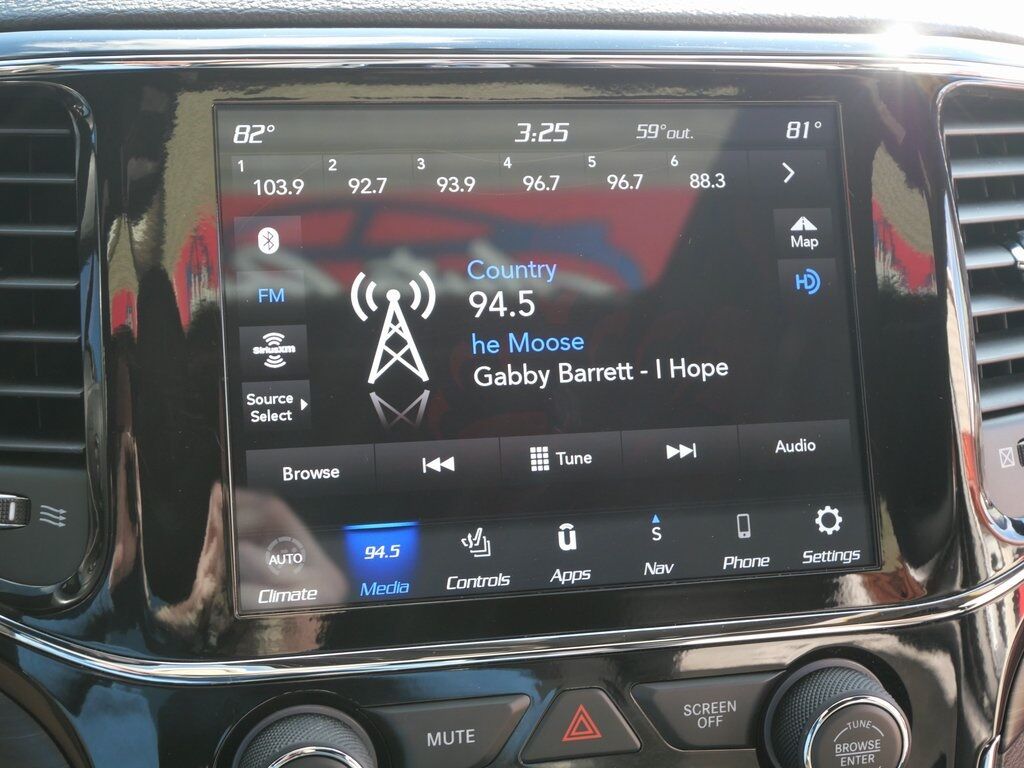 82° 3:25 59° out. 81°
1 2 3 4 5 6
103.9 92.7 93.9 96.7 96.7 88.3
Map
FM
HD
SiriusXM
Source
Select
Country
94.5
he Moose
Gabby Barrett - I Hope
Browse Tune Audio
AUTO 94.5 û S
Climate Media Controls Apps Nav Phone Settings
MUTE
SCREEN
OFF
TUNE
BROWSE
ENTER